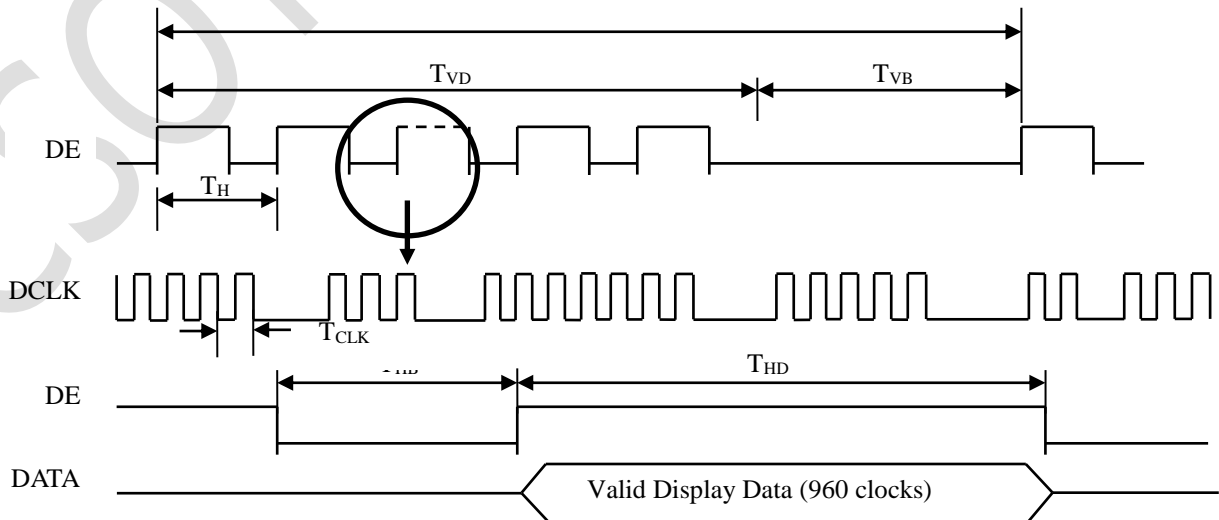 TVD
TVB
DE
TH
DCLK
TCLK
THD
DE
DATA
Valid Display Data (960 clocks)